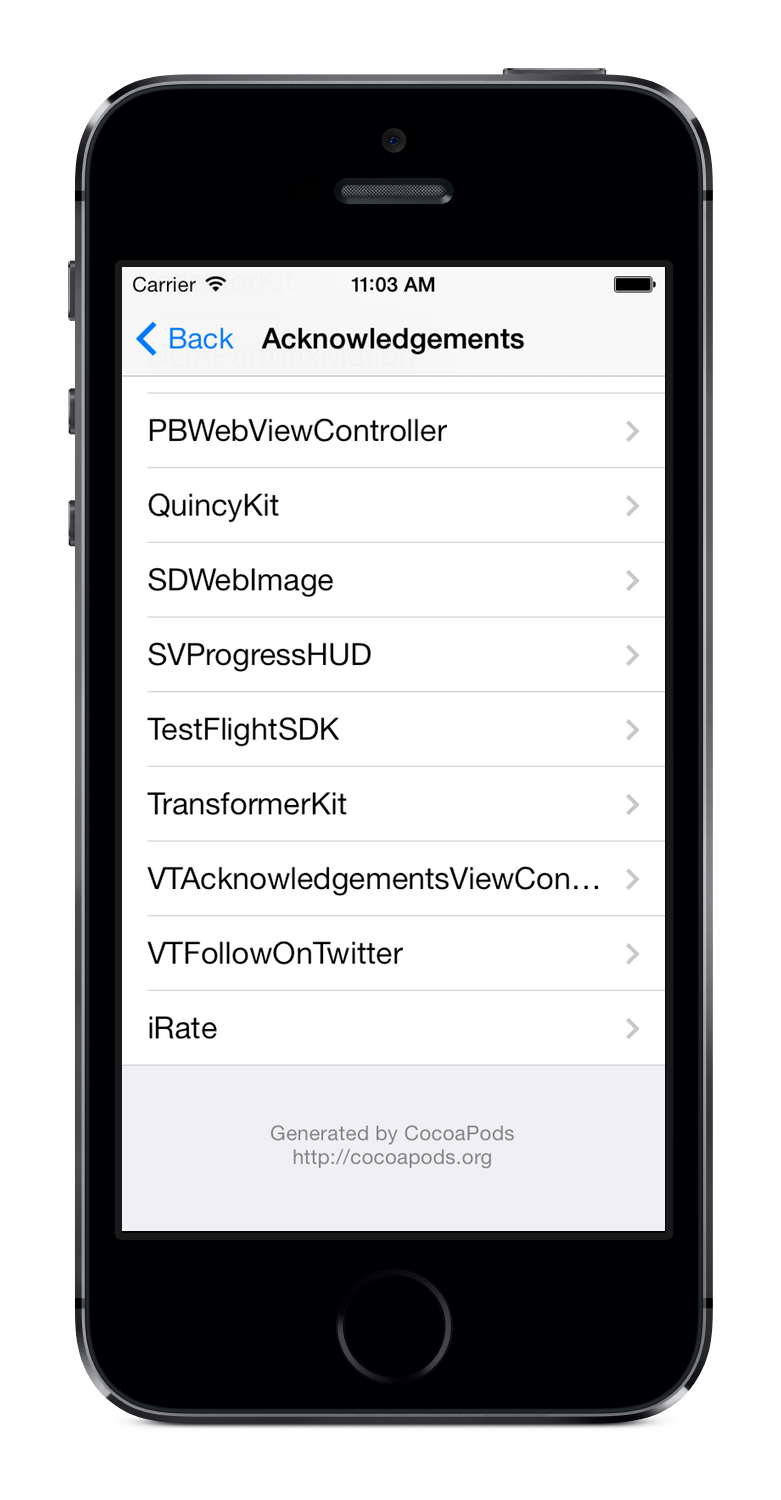 Carrier 11:03 AM
Back Acknowledgements
PBWebViewController
QuincyKit
SDWebImage
SVProgressHUD
TestFlightSDK
TransformerKit
VTAcknowledgementsViewCon...
VTFollowOnTwitter
iRate
Generated by CocoaPods
http://cocoapods.org